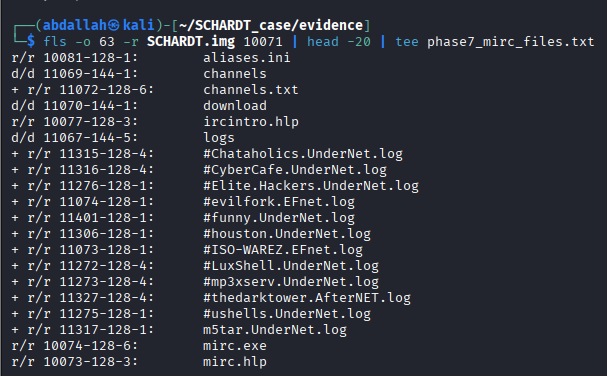 ┌──(abdallah㉿kali)-[~/SCHARDT_case/evidence]
└─$ fls -o 63 -r SCHARDT.img 10071 | head -20 | tee phase7_mirc_files.txt
r/r 10081-128-1:	aliases.ini
d/d 11069-144-1:	channels
+ r/r 11072-128-6:	channels.txt
d/d 11070-144-1:	download
r/r 10077-128-3:	ircintro.hlp
d/d 11067-144-5:	logs
+ r/r 11315-128-4:	#Chataholics.UnderNet.log
+ r/r 11316-128-4:	#CyberCafe.UnderNet.log
+ r/r 11276-128-1:	#Elite.Hackers.UnderNet.log
+ r/r 11074-128-1:	#evilfork.EFnet.log
+ r/r 11401-128-1:	#funny.UnderNet.log
+ r/r 11306-128-1:	#houston.UnderNet.log
+ r/r 11073-128-1:	#ISO-WAREZ.EFnet.log
+ r/r 11272-128-4:	#LuxShell.UnderNet.log
+ r/r 11273-128-4:	#mp3xserv.UnderNet.log
+ r/r 11327-128-4:	#thedarktower.AfterNET.log
+ r/r 11275-128-1:	#ushells.UnderNet.log
+ r/r 11317-128-1:	m5tar.UnderNet.log
r/r 10074-128-6:	mirc.exe
r/r 10073-128-3:	mirc.hlp